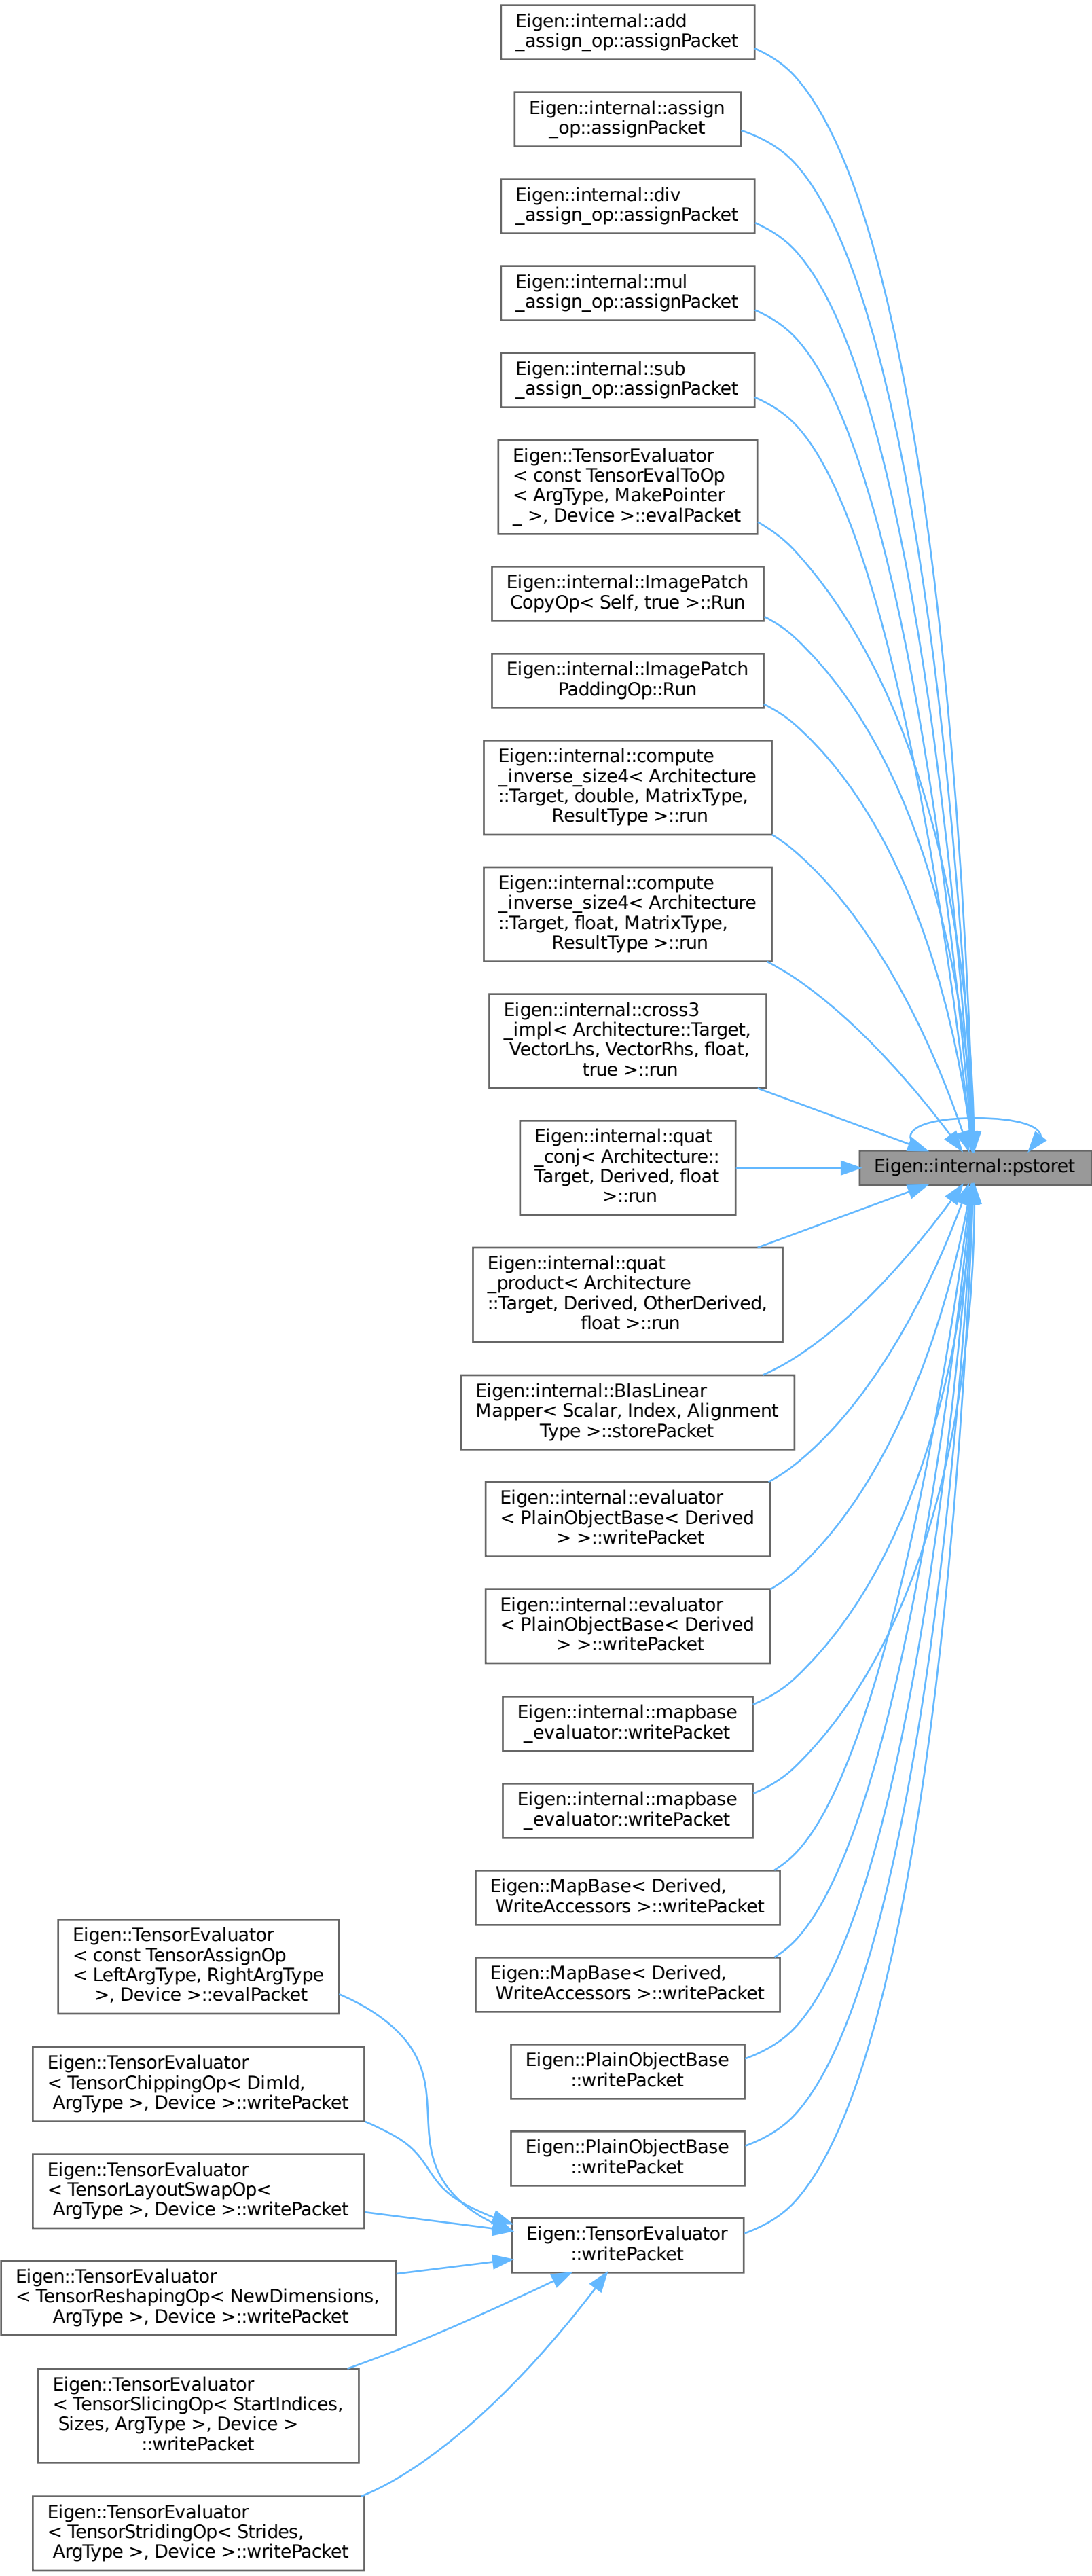 Eigen::internal::add
_assign_op::assignPacket
Eigen::internal::assign
_op::assignPacket
Eigen::internal::div
_assign_op::assignPacket
Eigen::internal::mul
_assign_op::assignPacket
Eigen::internal::sub
_assign_op::assignPacket
Eigen::TensorEvaluator
< const TensorEvalToOp
< ArgType, MakePointer
_ >, Device >::evalPacket
Eigen::internal::ImagePatch
CopyOp< Self, true >::Run
Eigen::internal::ImagePatch
PaddingOp::Run
Eigen::internal::compute
_inverse_size4< Architecture
::Target, double, MatrixType,
ResultType >::run
Eigen::internal::compute
_inverse_size4< Architecture
::Target, float, MatrixType,
ResultType >::run
Eigen::internal::cross3
_impl< Architecture::Target,
VectorLhs, VectorRhs, float,
true >::run
Eigen::internal::quat
_conj< Architecture::
Target, Derived, float
>::run
Eigen::internal::pstoret
Eigen::internal::quat
_product< Architecture
::Target, Derived, OtherDerived,
float >::run
Eigen::internal::BlasLinear
Mapper< Scalar, Index, Alignment
Type >::storePacket
Eigen::internal::evaluator
< PlainObjectBase< Derived
> >::writePacket
Eigen::internal::evaluator
< PlainObjectBase< Derived
> >::writePacket
Eigen::internal::mapbase
_evaluator::writePacket
Eigen::internal::mapbase
_evaluator::writePacket
Eigen::MapBase< Derived,
WriteAccessors >::writePacket
Eigen::MapBase< Derived,
WriteAccessors >::writePacket
Eigen::PlainObjectBase
::writePacket
Eigen::PlainObjectBase
::writePacket
Eigen::TensorEvaluator
::writePacket
Eigen::TensorEvaluator
< const TensorAssignOp
< LeftArgType, RightArgType
>, Device >::evalPacket
Eigen::TensorEvaluator
< TensorChippingOp< DimId,
ArgType >, Device >::writePacket
Eigen::TensorEvaluator
< TensorLayoutSwapOp<
ArgType >, Device >::writePacket
Eigen::TensorEvaluator
< TensorReshapingOp< NewDimensions,
ArgType >, Device >::writePacket
Eigen::TensorEvaluator
< TensorSlicingOp< StartIndices,
Sizes, ArgType >, Device >
::writePacket
Eigen::TensorEvaluator
< TensorStridingOp< Strides,
ArgType >, Device >::writePacket